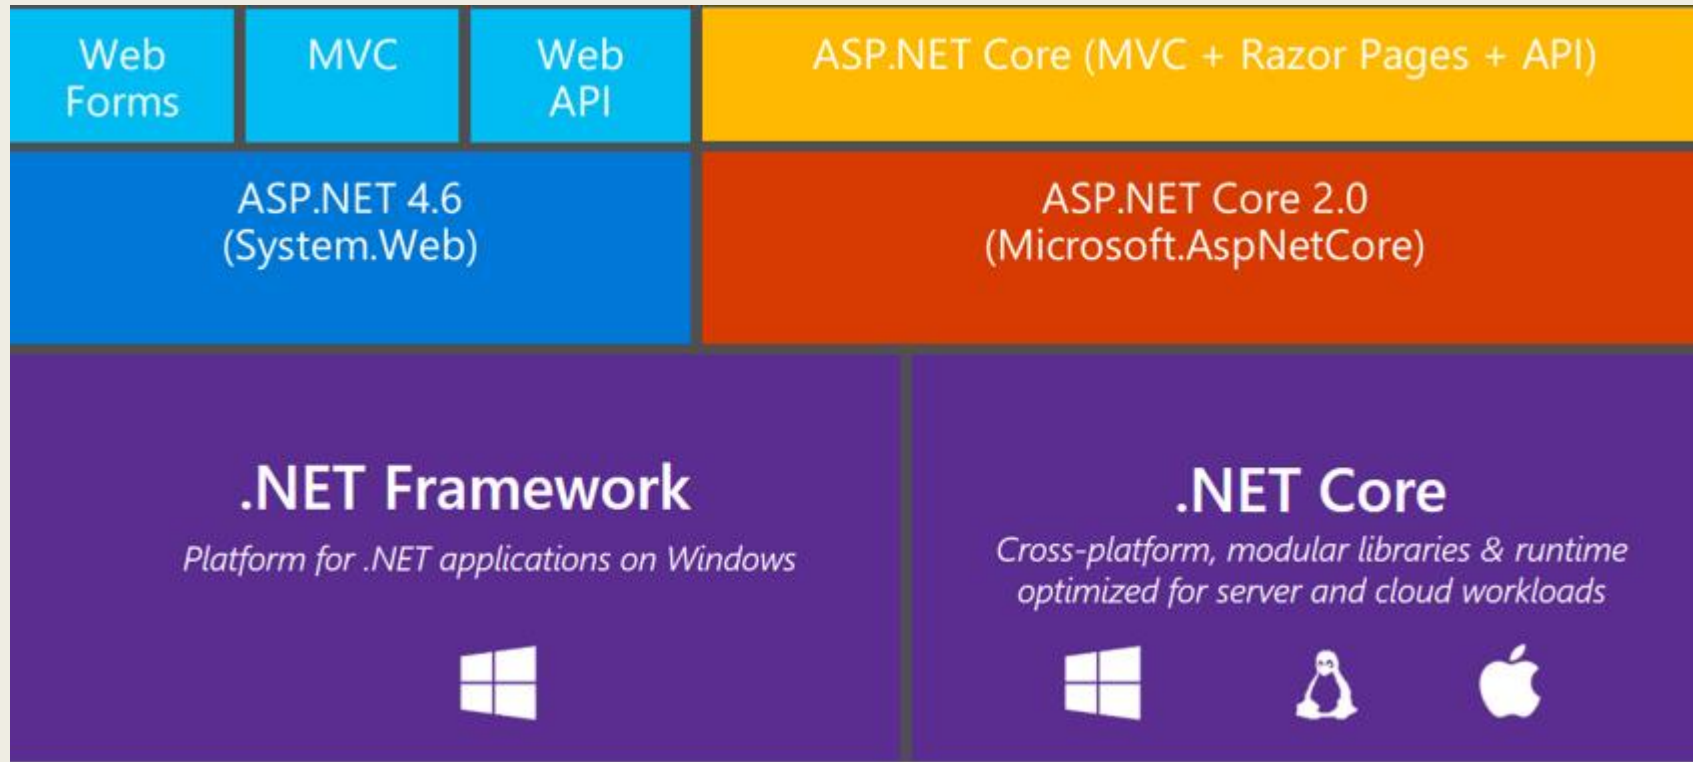 Web
Forms
MVC
Web
API
ASP.NET Core (MVC + Razor Pages + API)
ASP.NET 4.6
(System.Web)
ASP.NET Core 2.0
(Microsoft.AspNetCore)
.NET Framework
Platform for .NET applications on Windows
.NET Core
Cross-platform, modular libraries & runtime
optimized for server and cloud workloads